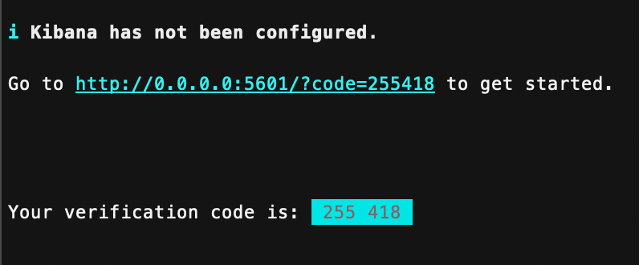 i Kibana has not been configured.
Go to http://0.0.0.0:5601/?code=255418 to get started.
Your verification code is: 255 418